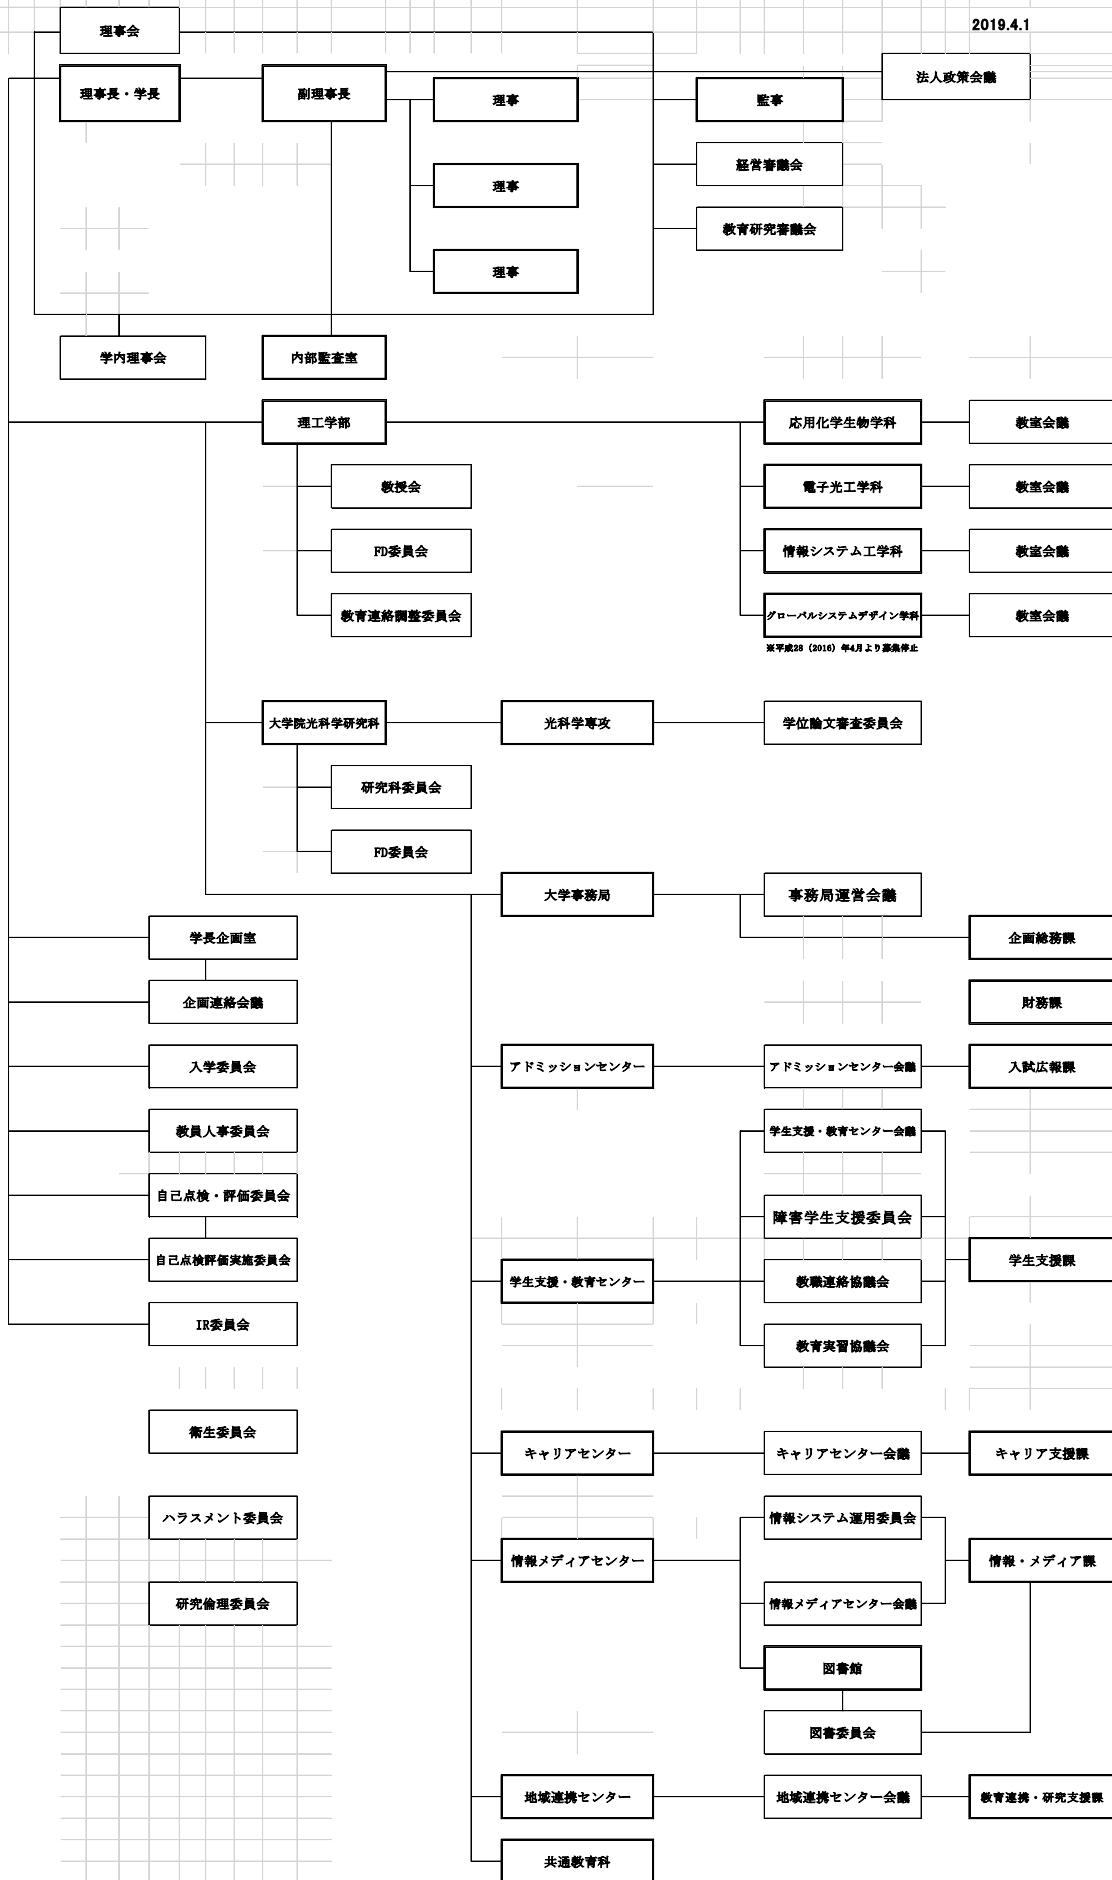 2019.4.1
理事会
法人政策会議
理事長・学長
副理事長
理事
監事
経営審議会
理事
教育研究審議会
理事
学内理事会
内部監査室
理工学部
応用化学生物学科
教室会議
教授会
電子光工学科
教室会議
FD委員会
情報システム工学科
教室会議
教育連絡調整委員会
グローバルシステムデザイン学科
教室会議
※平成28（2016）年4月より募集停止
大学院光科学研究科
光科学専攻
学位論文審査委員会
研究科委員会
FD委員会
大学事務局
事務局運営会議
学長企画室
企画総務課
企画連絡会議
財務課
入学委員会
アドミッションセンター
アドミッションセンター会議
入試広報課
教員人事委員会
学生支援・教育センター会議
自己点検・評価委員会
障害学生支援委員会
自己点検評価実施委員会
学生支援課
学生支援・教育センター
教職連絡協議会
IR委員会
教育実習協議会
衛生委員会
キャリアセンター
キャリアセンター会議
キャリア支援課
ハラスメント委員会
情報システム運用委員会
情報メディアセンター
情報・メディア課
研究倫理委員会
情報メディアセンター会議
図書館
図書委員会
地域連携センター
地域連携センター会議
教育連携・研究支援課
共通教育科